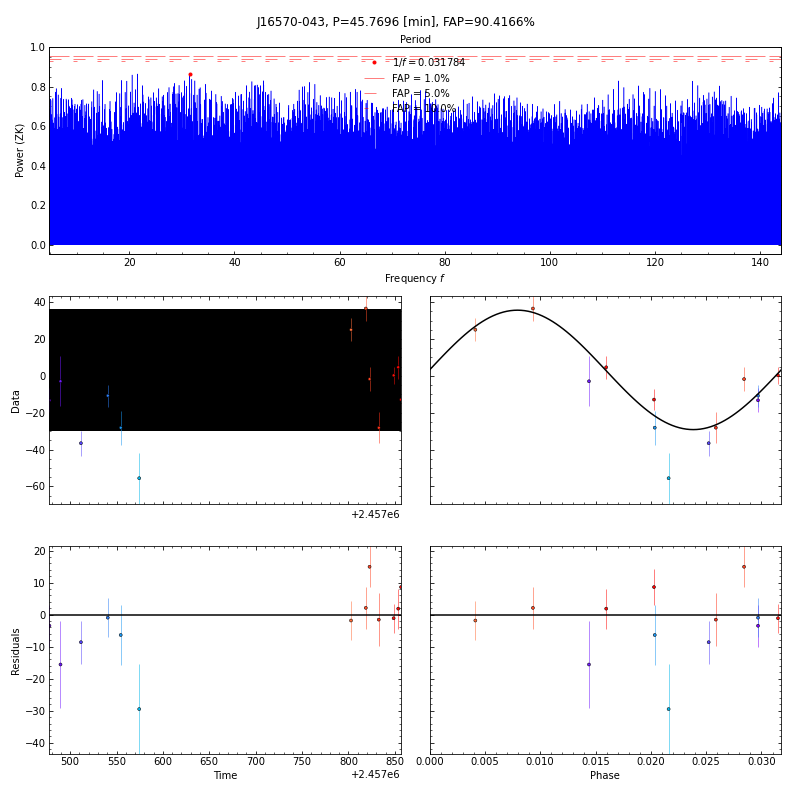 J16570-043, P=45.7696 [min], FAP=90.4166%
Period
1.0
0.8
0.6
0.4
0.2
0.0
Power (ZK)
1/f = 0.031784
FAP = 1.0%
FAP = 5.0%
FAP = 10.0%
20 40 60 80 100 120 140
Frequency f
40
20
0
−20
−40
−60
Data
+2.457e6
20
10
0
−10
−20
−30
−40
Residuals
500 550 600 650 700 750 800 850
Time
+2.457e6
0.000 0.005 0.010 0.015 0.020 0.025 0.030
Phase